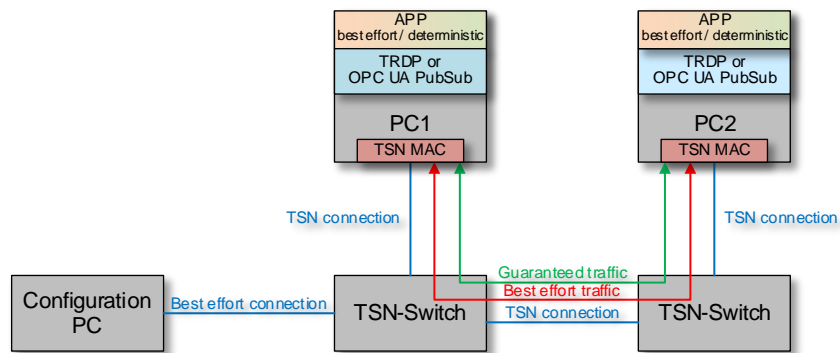 APP
best effort / deterministic
TRDP or
OPC UA PubSub
PC1
TSN MAC
APP
best effort / deterministic
TRDP or
OPC UA PubSub
PC2
TSN MAC
TSN connection
TSN connection
Guaranteed traffic
Best effort traffic
TSN connection
Configuration
PC
Best effort connection
TSN-Switch
TSN-Switch